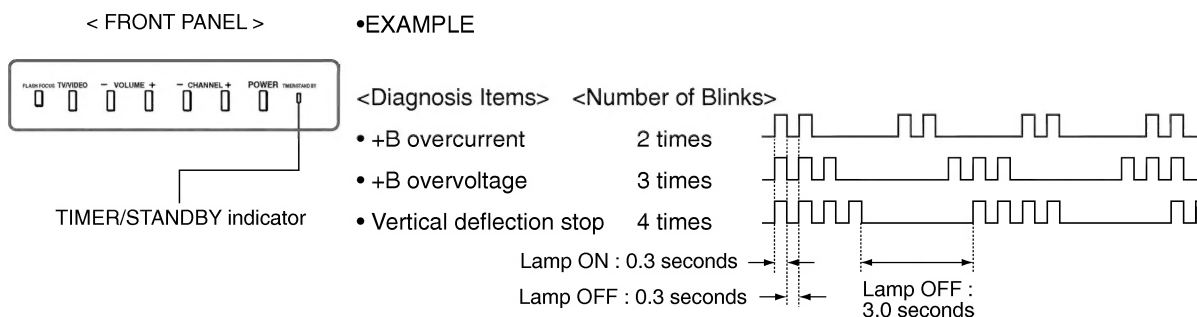 < FRONT PANEL >
FLASH FOCUS TV/VIDEO − VOLUME + − CHANNEL + POWER TIMER/STAND BY
TIMER/STANDBY indicator
•EXAMPLE
<Diagnosis Items> <Number of Blinks>
• +B overcurrent 2 times
• +B overvoltage 3 times
• Vertical deflection stop 4 times
Lamp ON : 0.3 seconds
Lamp OFF : 0.3 seconds
Lamp OFF :
3.0 seconds